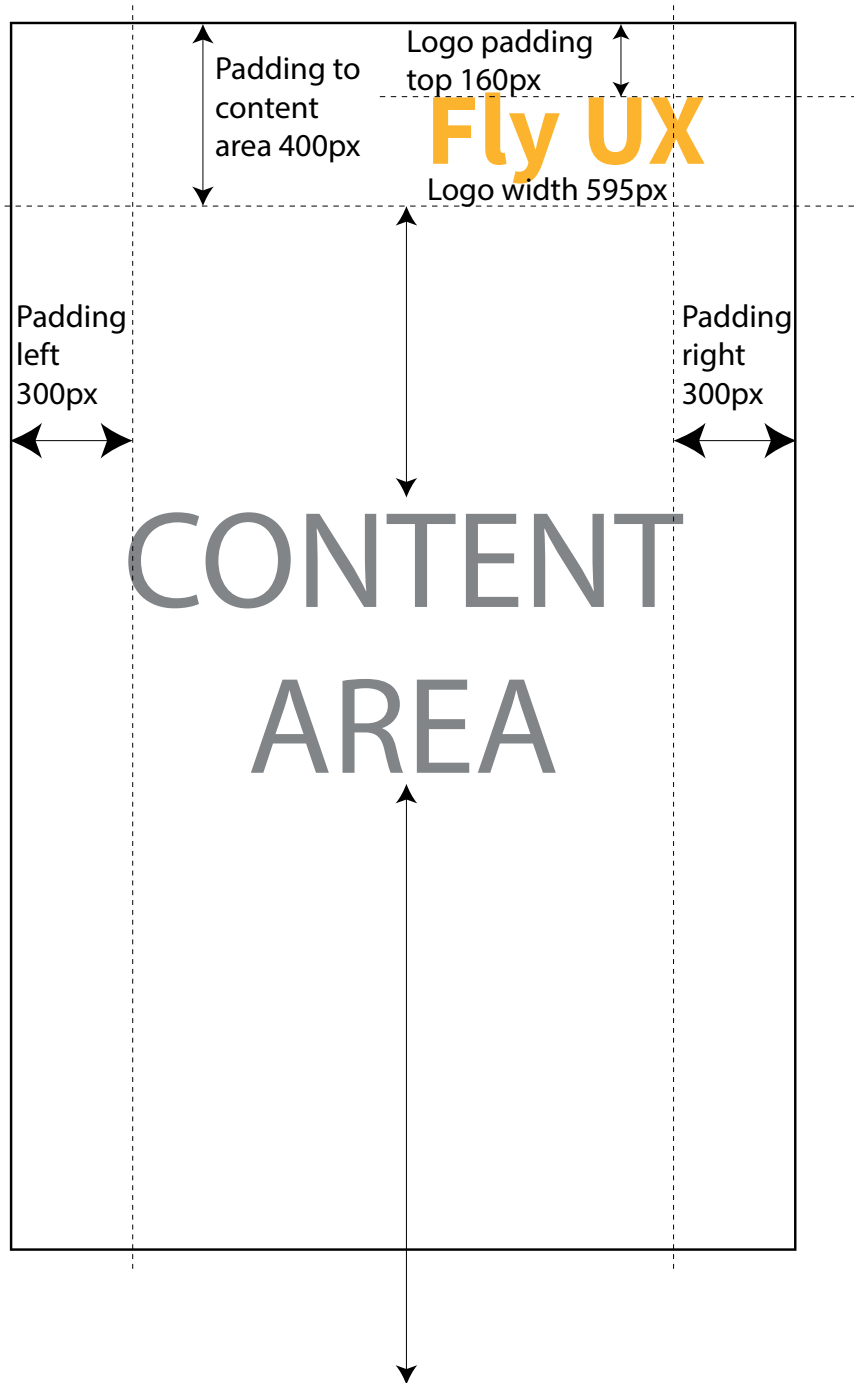 Padding to
content
area 400px
Logo padding
top 160px
Fly UX
Logo width 595px
Padding
left
300px
Padding
right
300px
CONTENT
AREA